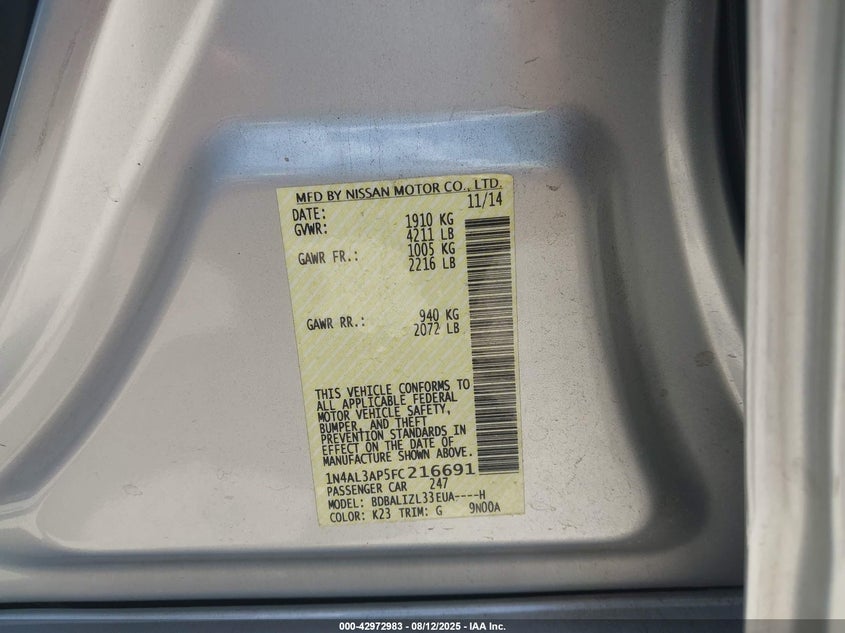 MFD BY NISSAN MOTOR CO., LTD.
DATE: 11/14
GVWR: 1910 KG
4211 LB
GAWR FR.: 1005 KG
2216 LB
GAWR RR.: 940 KG
2072 LB
THIS VEHICLE CONFORMS TO
ALL APPLICABLE FEDERAL
MOTOR VEHICLE SAFETY,
BUMPER, AND THEFT
PREVENTION STANDARDS IN
EFFECT ON THE DATE OF
MANUFACTURE SHOWN ABOVE.
1N4AL3AP5FC216691
PASSENGER CAR 247
MODEL: BDBALIZL33EUA----H
COLOR: K23 TRIM: G 9N00A
000-42972983 - 08/12/2025 - IAA Inc.